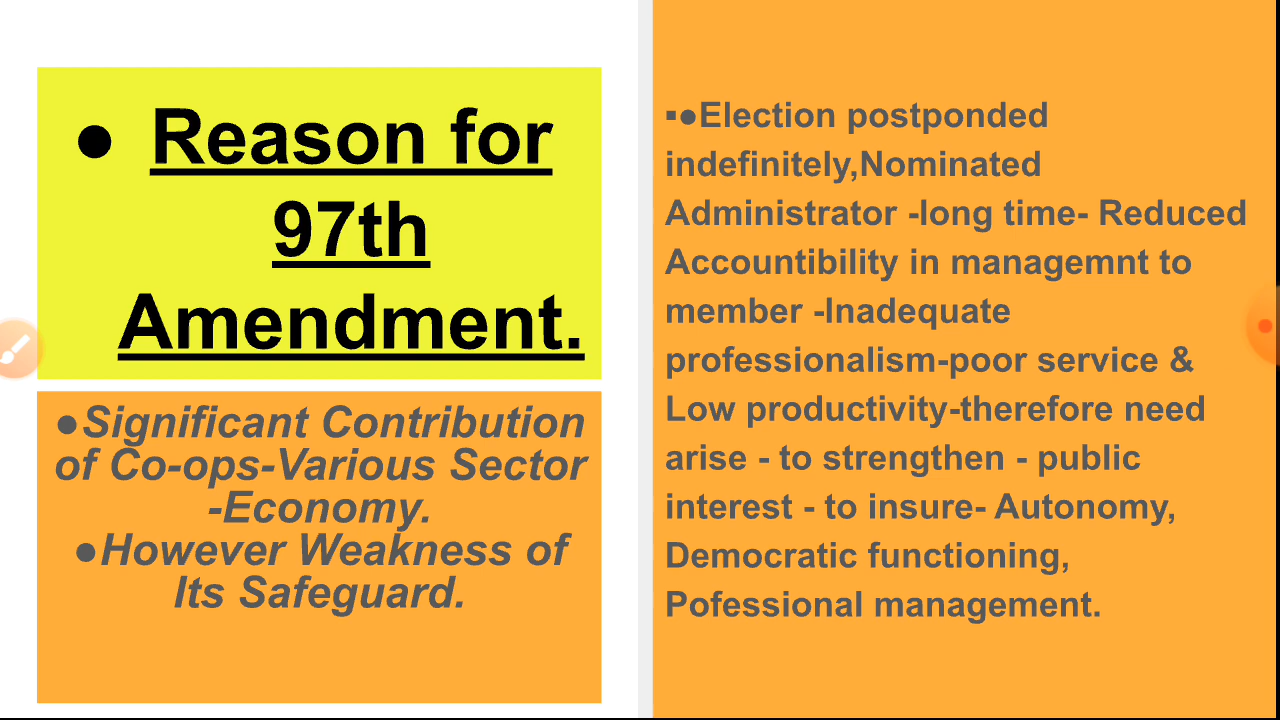 ● Reason for
97th
Amendment.
●Significant Contribution
of Co-ops-Various Sector
-Economy.
●However Weakness of
Its Safeguard.
▪●Election postponded
indefinitely,Nominated
Administrator -long time- Reduced
Accountibility in managemnt to
member -Inadequate
professionalism-poor service &
Low productivity-therefore need
arise - to strengthen - public
interest - to insure- Autonomy,
Democratic functioning,
Pofessional management.